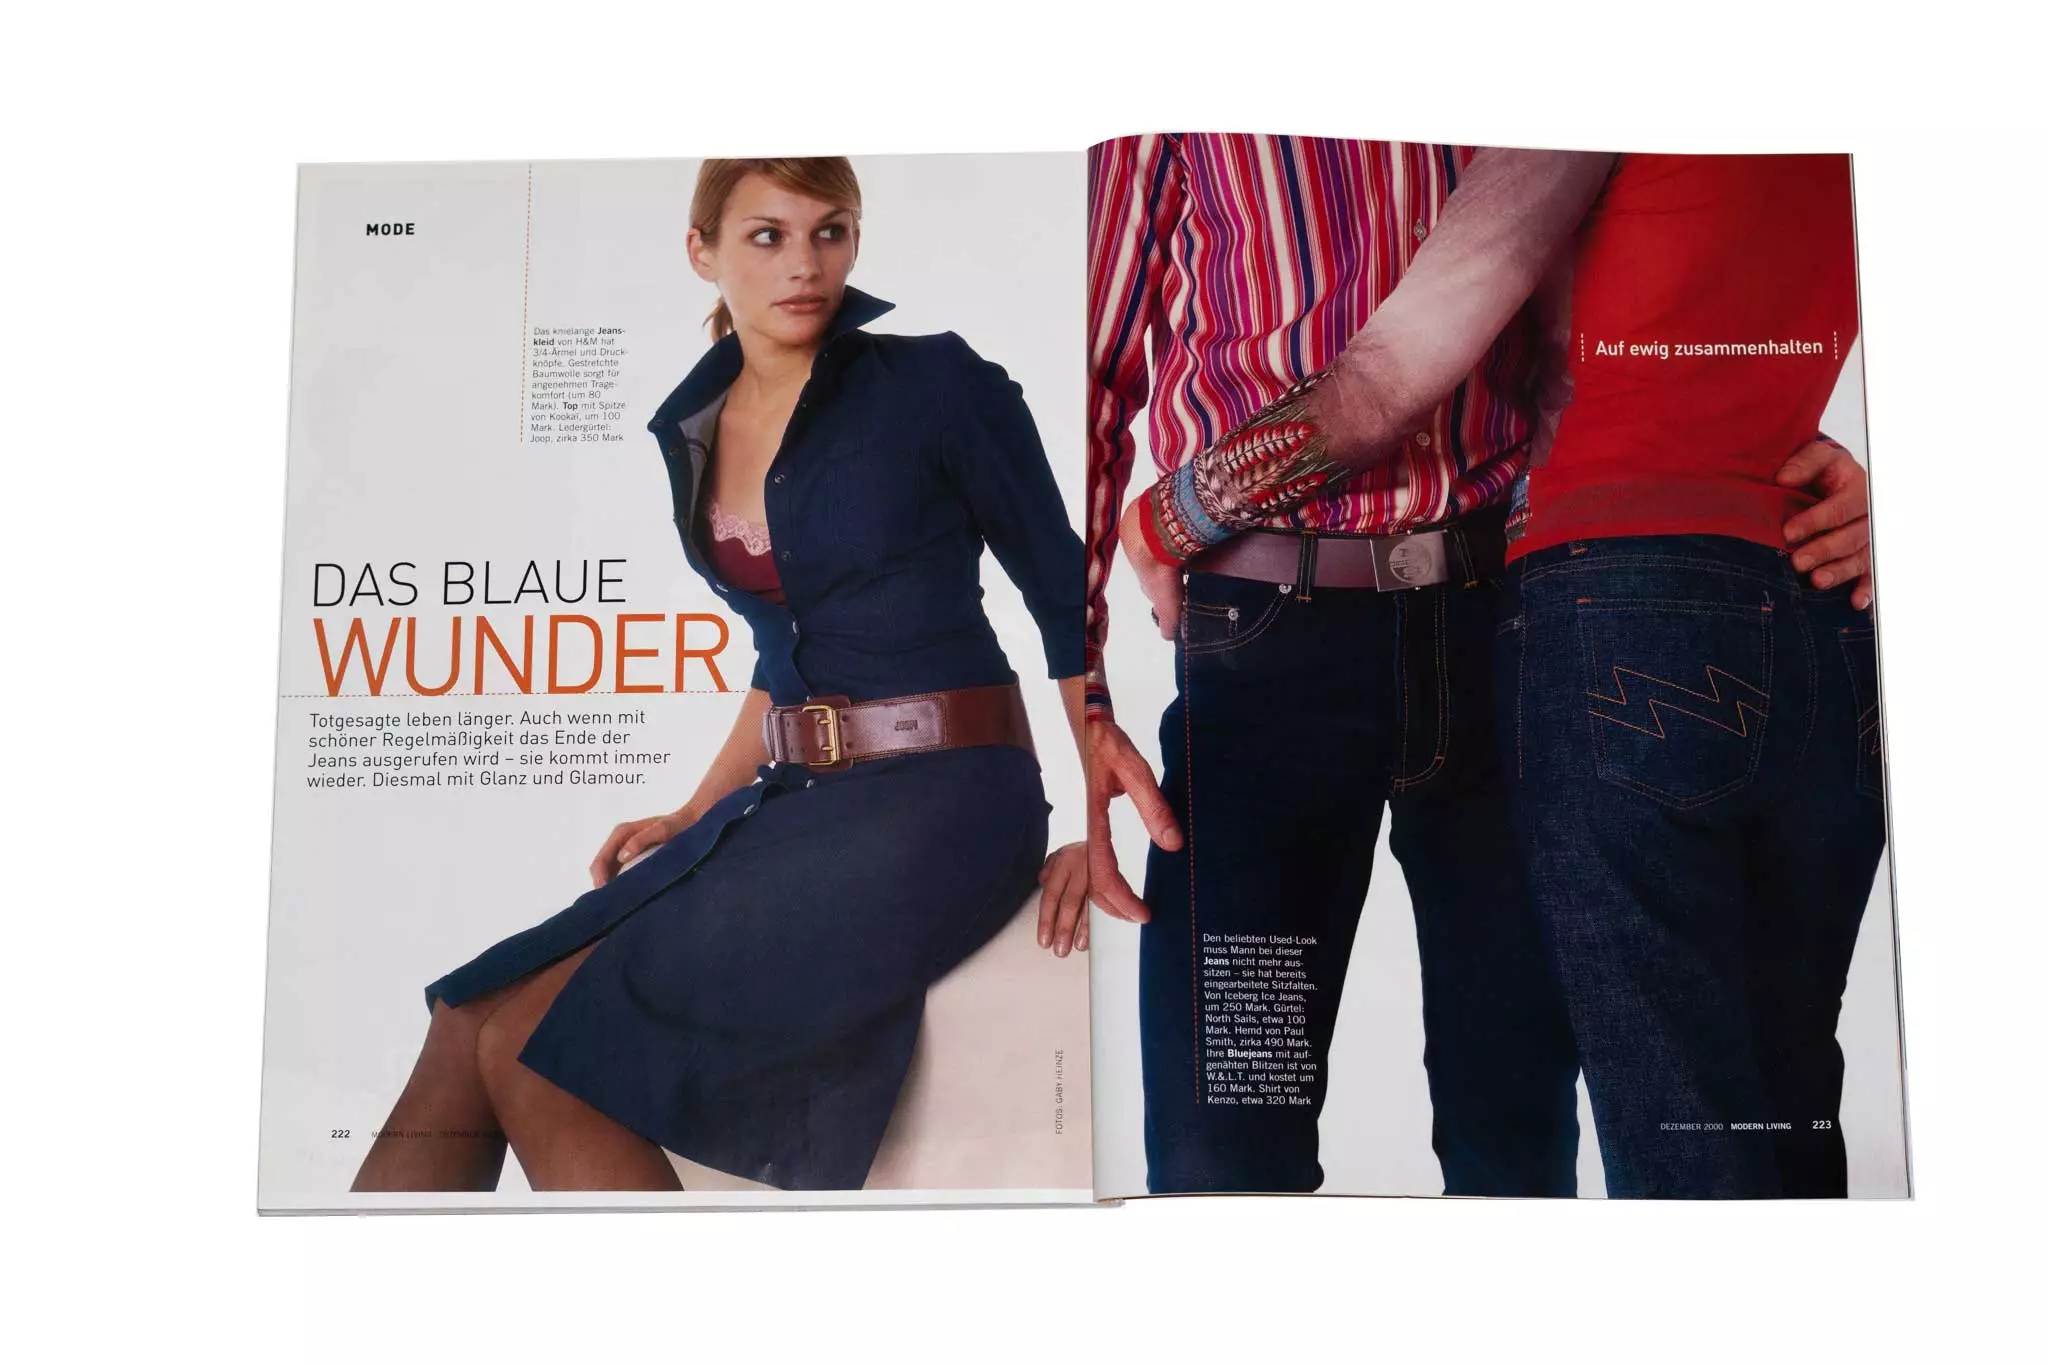 MODE
Das knielange Jeans-
kleid von H&M hat
3/4-Ärmel und Druck-
knöpfe. Gestretchte
Baumwolle sorgt für
angenehmen Trage-
komfort (um 80
Mark). Top mit Spitze
von Kookaï, um 100
Mark. Ledergürtel:
Joop, zirka 350 Mark
DAS BLAUE
WUNDER
Totgesagte leben länger. Auch wenn mit
schöner Regelmäßigkeit das Ende der
Jeans ausgerufen wird – sie kommt immer
wieder. Diesmal mit Glanz und Glamour.
JOOP!
FOTOS: GABY HEINZE
222 MODERN LIVING DEZEMBER
Auf ewig zusammenhalten
Den beliebten Used-Look
muss Mann bei dieser
Jeans nicht mehr aus-
sitzen – sie hat bereits
eingearbeitete Sitzfalten.
Von Iceberg Ice Jeans,
um 250 Mark. Gürtel:
North Sails, etwa 100
Mark. Hemd von Paul
Smith, zirka 490 Mark.
Ihre Bluejeans mit auf-
genähten Blitzen ist von
W.&.L.T. und kostet um
160 Mark. Shirt von
Kenzo, etwa 320 Mark
DEZEMBER 2000 MODERN LIVING 223